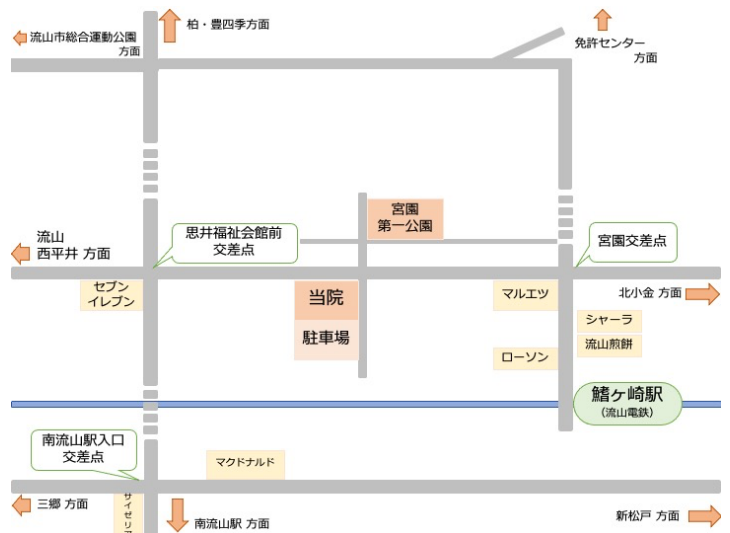 柏・豊四季方面
流山市総合運動公園
方面
免許センター
方面
宮園
第一公園
思井福祉会館前
交差点
宮園交差点
流山
西平井 方面
セブン
イレブン
当院
駐車場
マルエツ
北小金 方面
シャーラ
流山煎餅
ローソン
鰭ヶ崎駅
(流山電鉄)
南流山駅入口
交差点
マクドナルド
三郷 方面
サイゼリア
南流山駅 方面
新松戸 方面